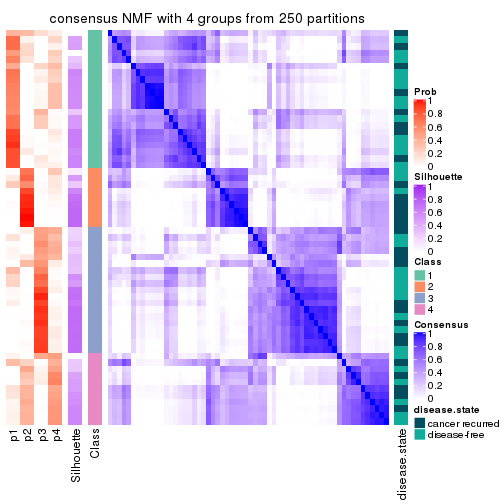 consensus NMF with 4 groups from 250 partitions
Prob
1
0.8
0.6
0.4
0.2
0
Silhouette
1
0.8
0.6
0.4
0.2
0
Class
1
2
3
4
Consensus
1
0.8
0.6
0.4
0.2
0
disease.state
cancer recurred
disease-free
p1
p2
p3
p4
Silhouette
Class
disease.state